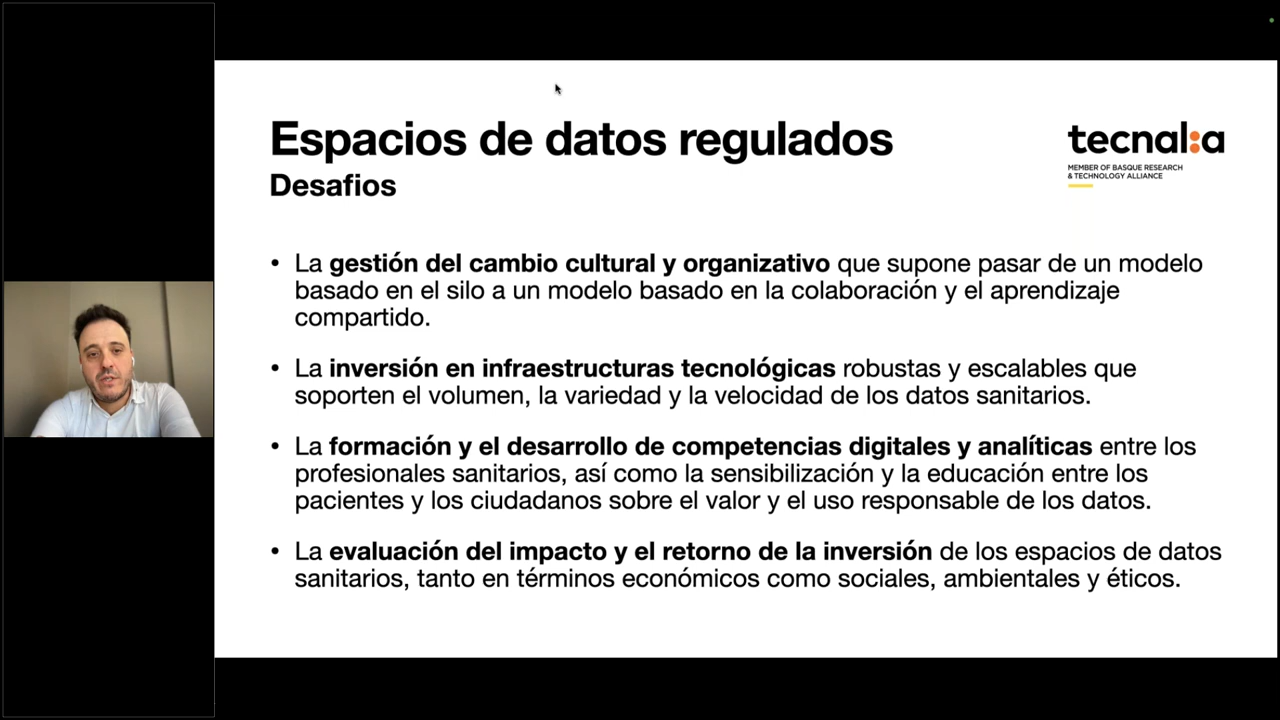 Espacios de datos regulados
Desafios
tecnal:a
MEMBER OF BASQUE RESEARCH
& TECHNOLOGY ALLIANCE
• La gestión del cambio cultural y organizativo que supone pasar de un modelo
basado en el silo a un modelo basado en la colaboración y el aprendizaje
compartido.
• La inversión en infraestructuras tecnológicas robustas y escalables que
soporten el volumen, la variedad y la velocidad de los datos sanitarios.
• La formación y el desarrollo de competencias digitales y analíticas entre los
profesionales sanitarios, así como la sensibilización y la educación entre los
pacientes y los ciudadanos sobre el valor y el uso responsable de los datos.
• La evaluación del impacto y el retorno de la inversión de los espacios de datos
sanitarios, tanto en términos económicos como sociales, ambientales y éticos.